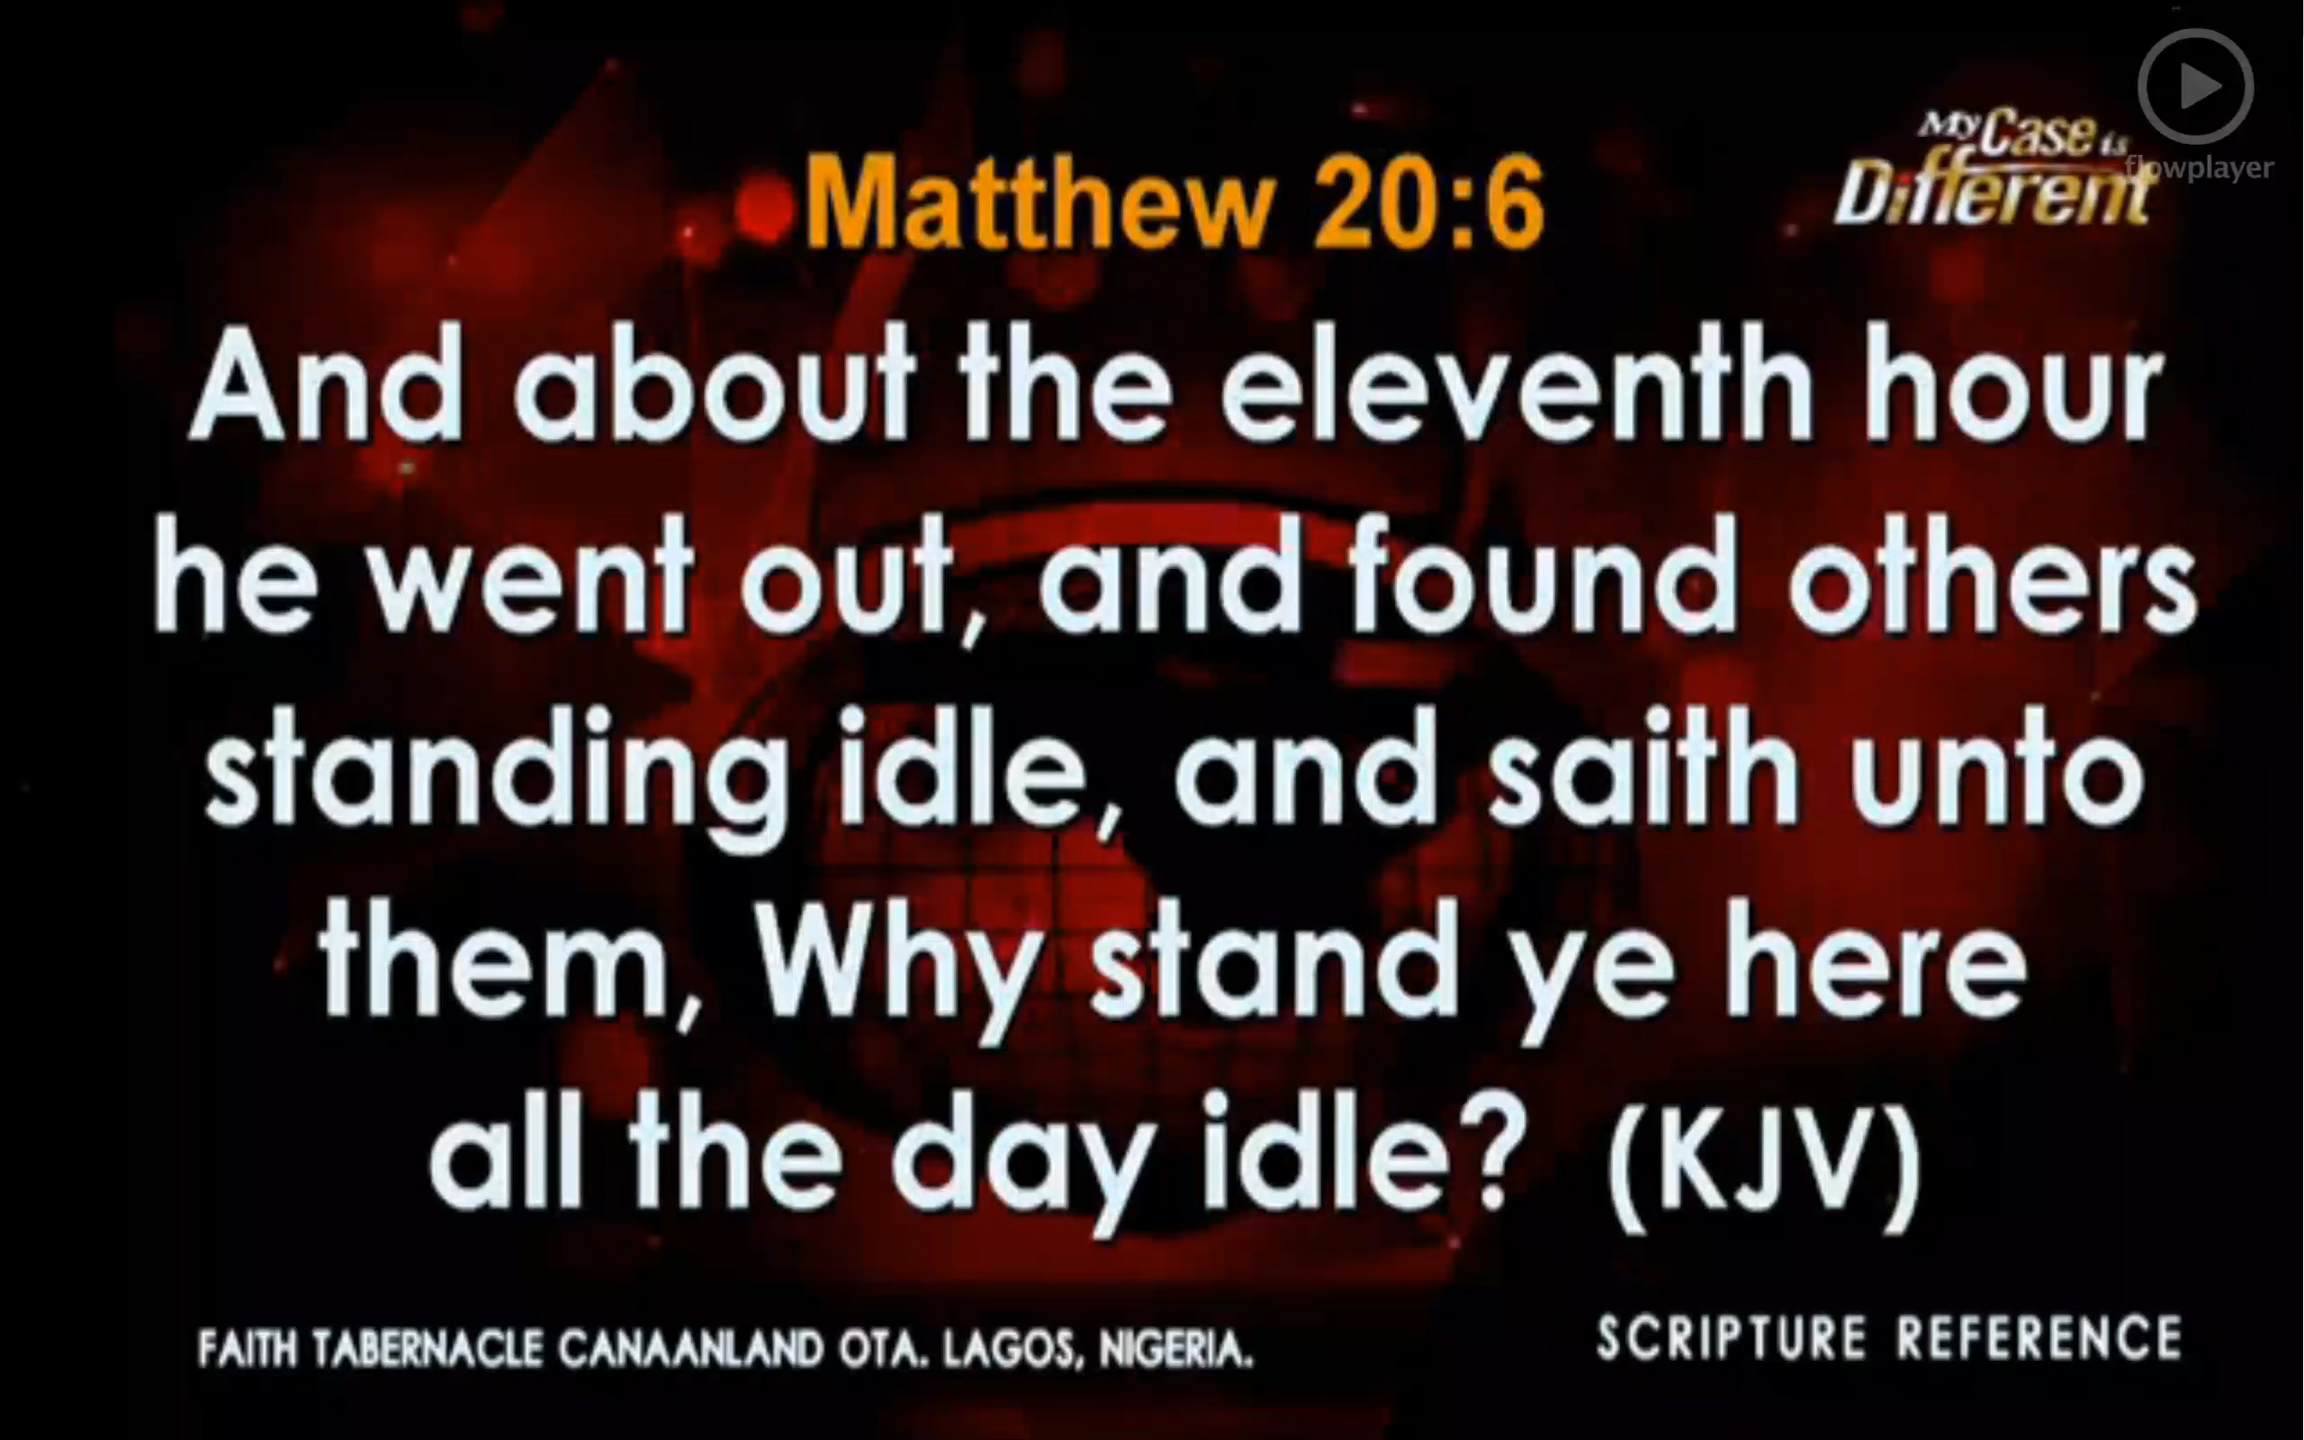 Matthew 20:6
My Case is
Different
flowplayer
And about the eleventh hour
he went out, and found others
standing idle, and saith unto
them, Why stand ye here
all the day idle? (KJV)
FAITH TABERNACLE CANAANLAND OTA. LAGOS, NIGERIA.
SCRIPTURE REFERENCE